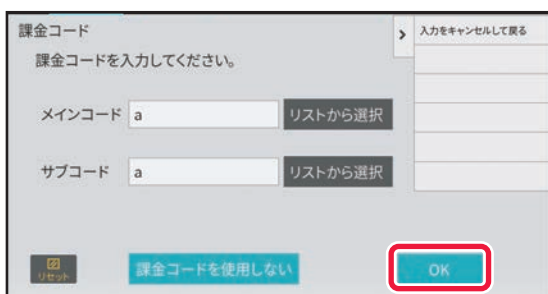 課金コード
課金コードを入力してください。
メインコード a リストから選択
サブコード a リストから選択
リセット 課金コードを使用しない OK
> 入力をキャンセルして戻る